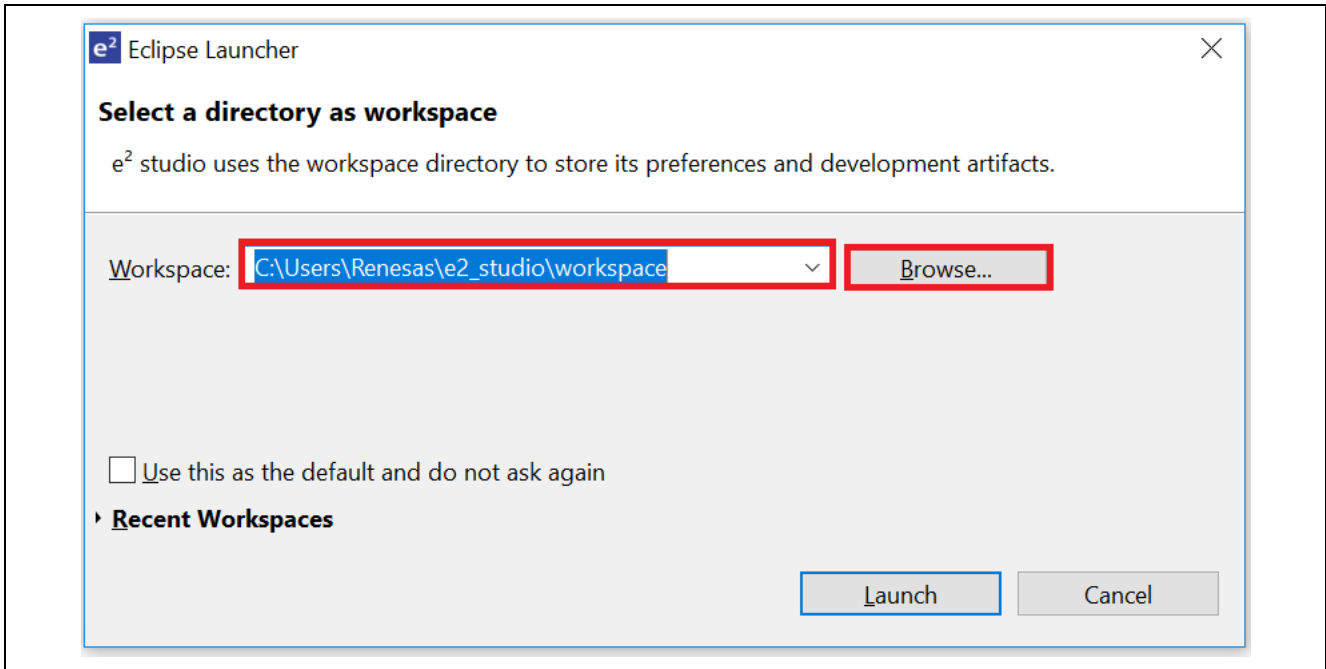 e² Eclipse Launcher
Select a directory as workspace
e² studio uses the workspace directory to store its preferences and development artifacts.
Workspace: C:\Users\Renesas\e2_studio\workspace Browse...
Use this as the default and do not ask again
Recent Workspaces
Launch Cancel